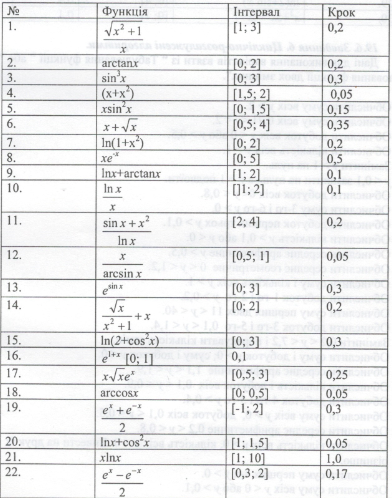 № Функція Інтервал Крок
1. √(x²+1)/x [1; 3] 0,2
2. arctanx [0; 2] 0,2
3. sin³x [0; 3] 0,3
4. (x+x²) [1,5; 2] 0,05
5. xsin²x [0; 1,5] 0,15
6. x+√x [0,5; 4] 0,35
7. ln(1+x²) [0; 2] 0,2
8. xe⁻ˣ [0; 5] 0,5
9. lnx+arctanx [1; 2] 0,1
10. ln x/x []1; 2] 0,1
11. (sin x + x²)/ln x [2; 4] 0,2
12. x/arcsin x [0,5; 1] 0,05
13. e^(sin x) [0; 3] 0,3
14. √x/(x²+1)+x [0; 2] 0,2
15. ln(2+cos²x) [0; 3] 0,3
16. e^(1+x) [0; 1] 0,1
17. x√xeˣ [0,5; 3] 0,25
18. arccosx [0; 0,5] 0,05
19. (eˣ+e⁻ˣ)/2 [-1; 2] 0,3
20. lnx+cos²x [1; 1,5] 0,05
21. xlnx [1; 10] 1,0
22. (eˣ−e⁻ˣ)/2 [0,3; 2] 0,17